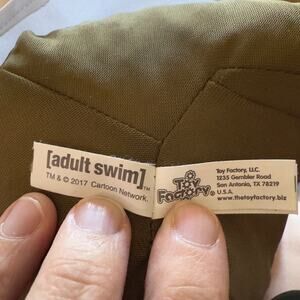 [adult swim]™
TM & © 2017 Cartoon Network.
Toy Factory®
Toy Factory, LLC.
1235 Gembler Road
San Antonio, TX 78219
U.S.A.
www.thetoyfactory.biz